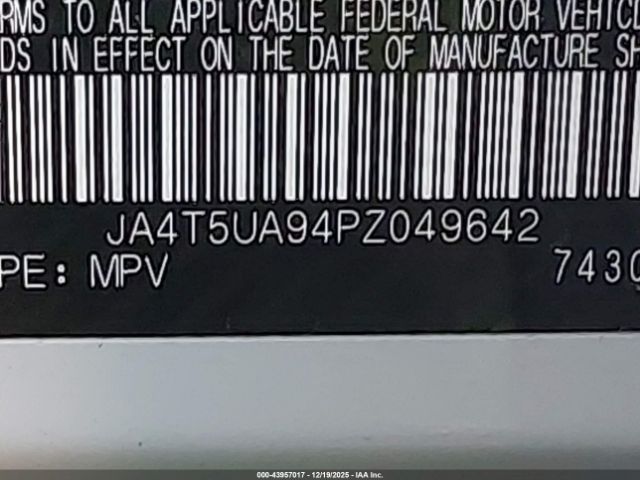 RMS TO ALL APPLICABLE FEDERAL MOTOR VEHIC
DS IN EFFECT ON THE DATE OF MANUFACTURE SH
JA4T5UA94PZ049642
PE: MPV 743
000-43957017 - 12/19/2025 - IAA Inc.